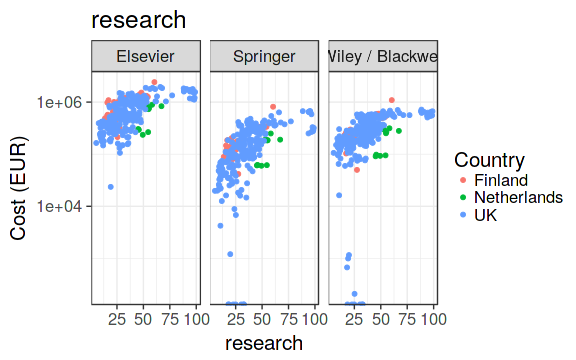 research
Elsevier
Springer
Wiley / Blackwe
Cost (EUR)
1e+06
1e+04
25 50 75 100
25 50 75 100
25 50 75 100
research
Country
Finland
Netherlands
UK